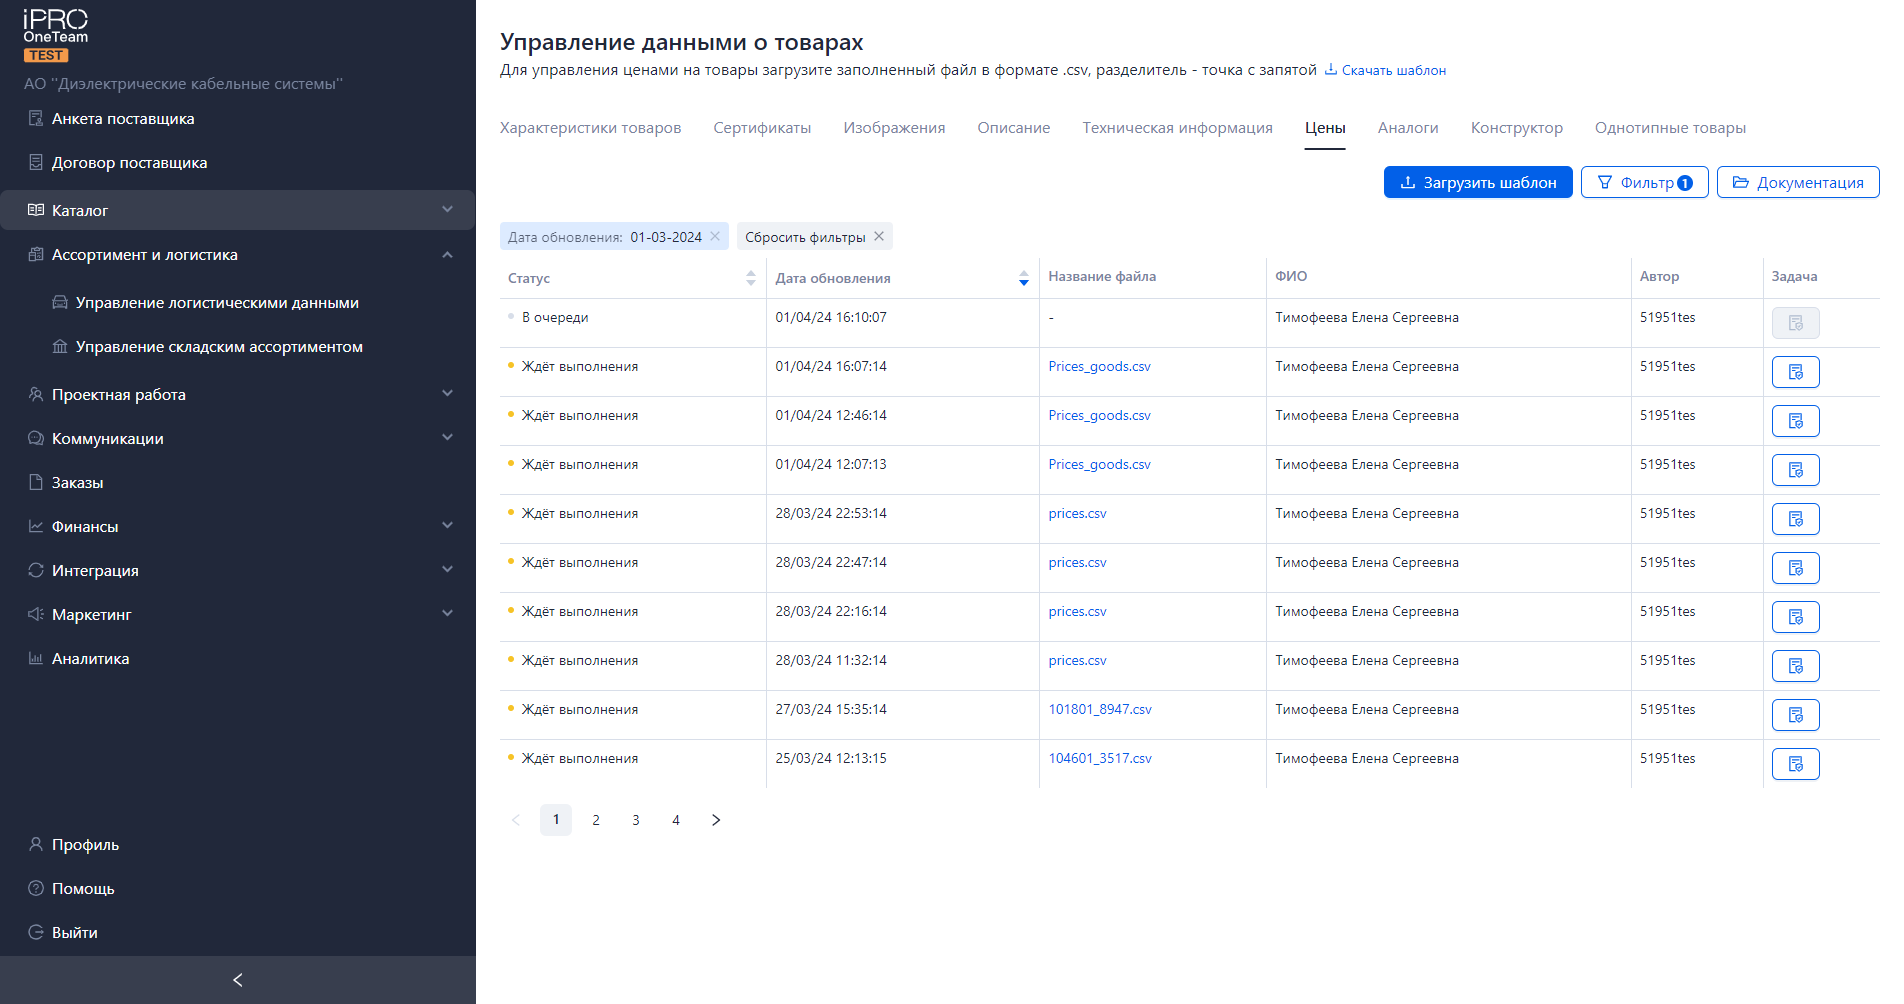 iPRO
OneTeam
TEST
АО "Диэлектрические кабельные системы"
Анкета поставщика
Договор поставщика
Каталог
Ассортимент и логистика
Управление логистическими данными
Управление складским ассортиментом
Проектная работа
Коммуникации
Заказы
Финансы
Интеграция
Маркетинг
Аналитика
Профиль
Помощь
Выйти
Управление данными о товарах
Для управления ценами на товары загрузите заполненный файл в формате .csv, разделитель - точка с запятой Скачать шаблон
Характеристики товаров Сертификаты Изображения Описание Техническая информация Цены Аналоги Конструктор Однотипные товары
Загрузить шаблон Фильтр 1 Документация
Дата обновления: 01-03-2024 Сбросить фильтры
Статус Дата обновления Название файла ФИО Автор Задача
В очереди 01/04/24 16:10:07 - Тимофеева Елена Сергеевна 51951tes
Ждёт выполнения 01/04/24 16:07:14 Prices_goods.csv Тимофеева Елена Сергеевна 51951tes
Ждёт выполнения 01/04/24 12:46:14 Prices_goods.csv Тимофеева Елена Сергеевна 51951tes
Ждёт выполнения 01/04/24 12:07:13 Prices_goods.csv Тимофеева Елена Сергеевна 51951tes
Ждёт выполнения 28/03/24 22:53:14 prices.csv Тимофеева Елена Сергеевна 51951tes
Ждёт выполнения 28/03/24 22:47:14 prices.csv Тимофеева Елена Сергеевна 51951tes
Ждёт выполнения 28/03/24 22:16:14 prices.csv Тимофеева Елена Сергеевна 51951tes
Ждёт выполнения 28/03/24 11:32:14 prices.csv Тимофеева Елена Сергеевна 51951tes
Ждёт выполнения 27/03/24 15:35:14 101801_8947.csv Тимофеева Елена Сергеевна 51951tes
Ждёт выполнения 25/03/24 12:13:15 104601_3517.csv Тимофеева Елена Сергеевна 51951tes
1 2 3 4